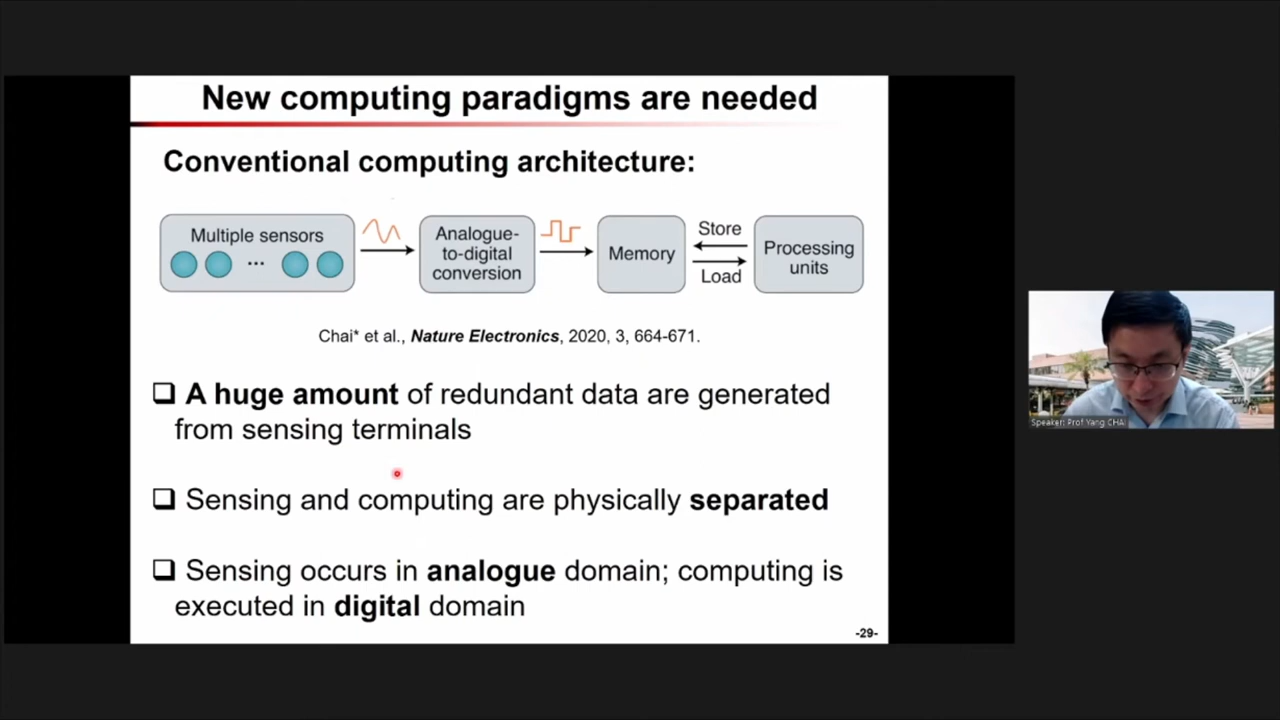 New computing paradigms are needed
Conventional computing architecture:
Multiple sensors
...
Analogue-
to-digital
conversion
Memory
Store
Load
Processing
units
Chai* et al., Nature Electronics, 2020, 3, 664-671.
A huge amount of redundant data are generated
from sensing terminals
Sensing and computing are physically separated
Sensing occurs in analogue domain; computing is
executed in digital domain
-29-
Speaker: Prof Yang CHAI